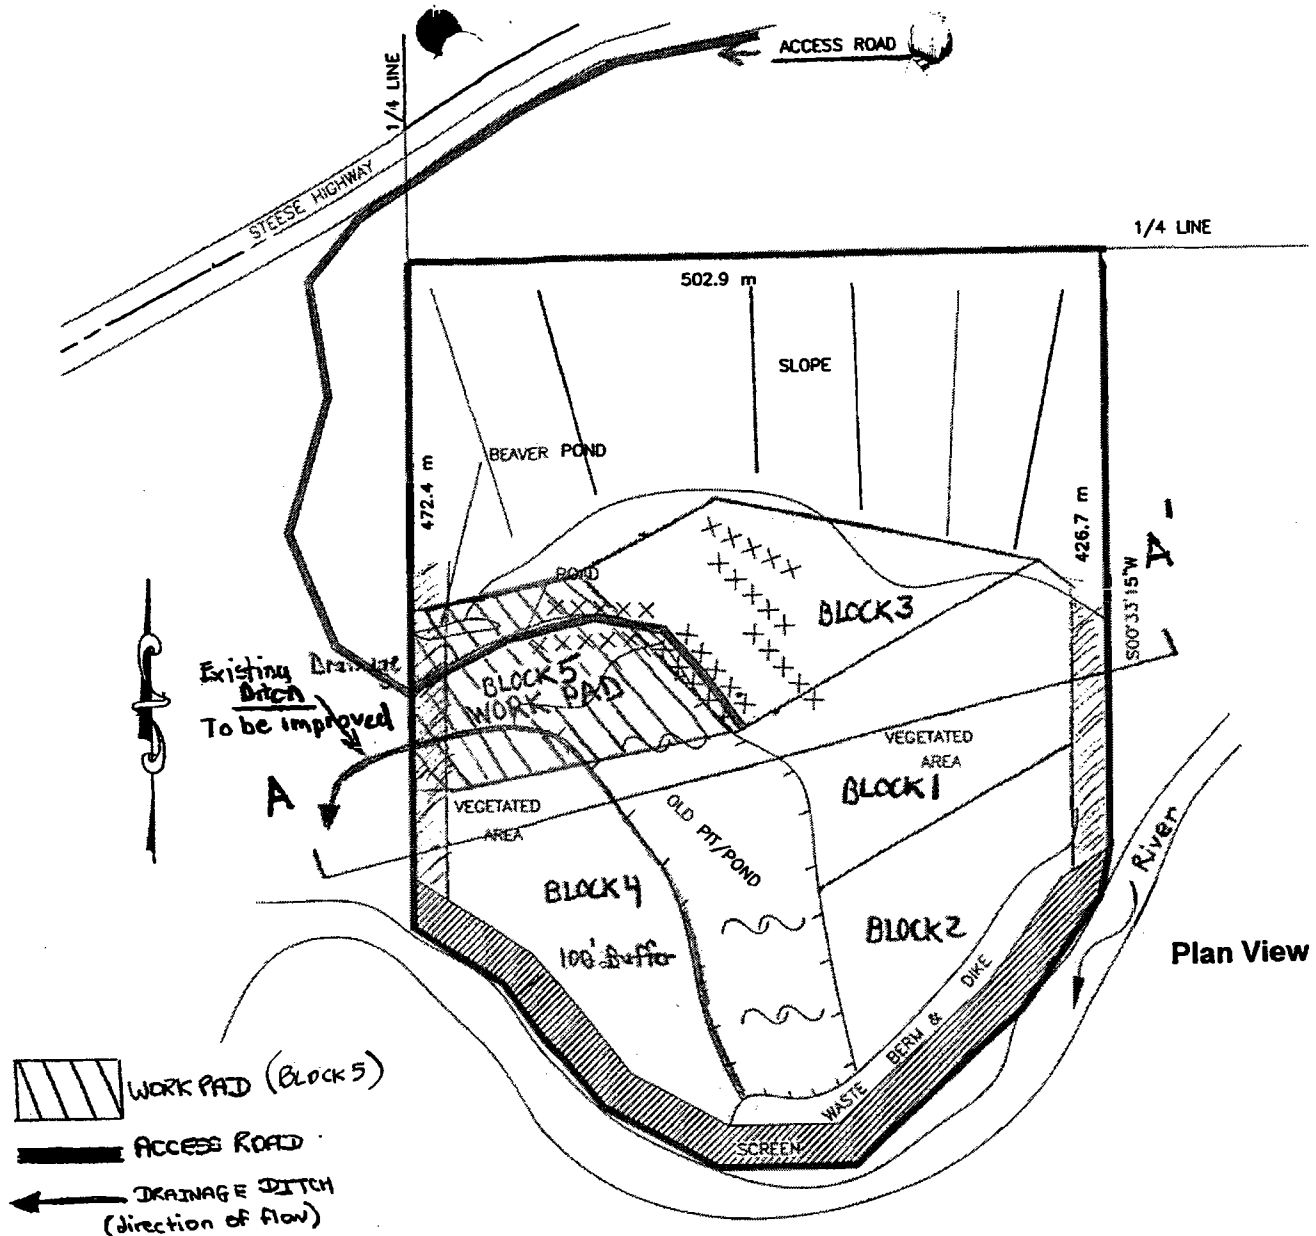 ACCESS ROAD
1/4 LINE
STEESE HIGHWAY
1/4 LINE
502.9 m
SLOPE
BEAVER POND
472.4 m
426.7 m
A -
S00°33'15"W
ROAD
BLOCK 3
Existing Drainage
Ditch
To be improved
BLOCK 5
WORK PAD
A
VEGETATED
AREA
VEGETATED
AREA
BLOCK 1
OLD PIT/POND
River
BLOCK 4
BLOCK 2
100' Buffer
Plan View
WASTE BERM & DIKE
SCREEN
WORK PAD (BLOCK 5)
ACCESS ROAD
DRAINAGE DITCH
(direction of flow)